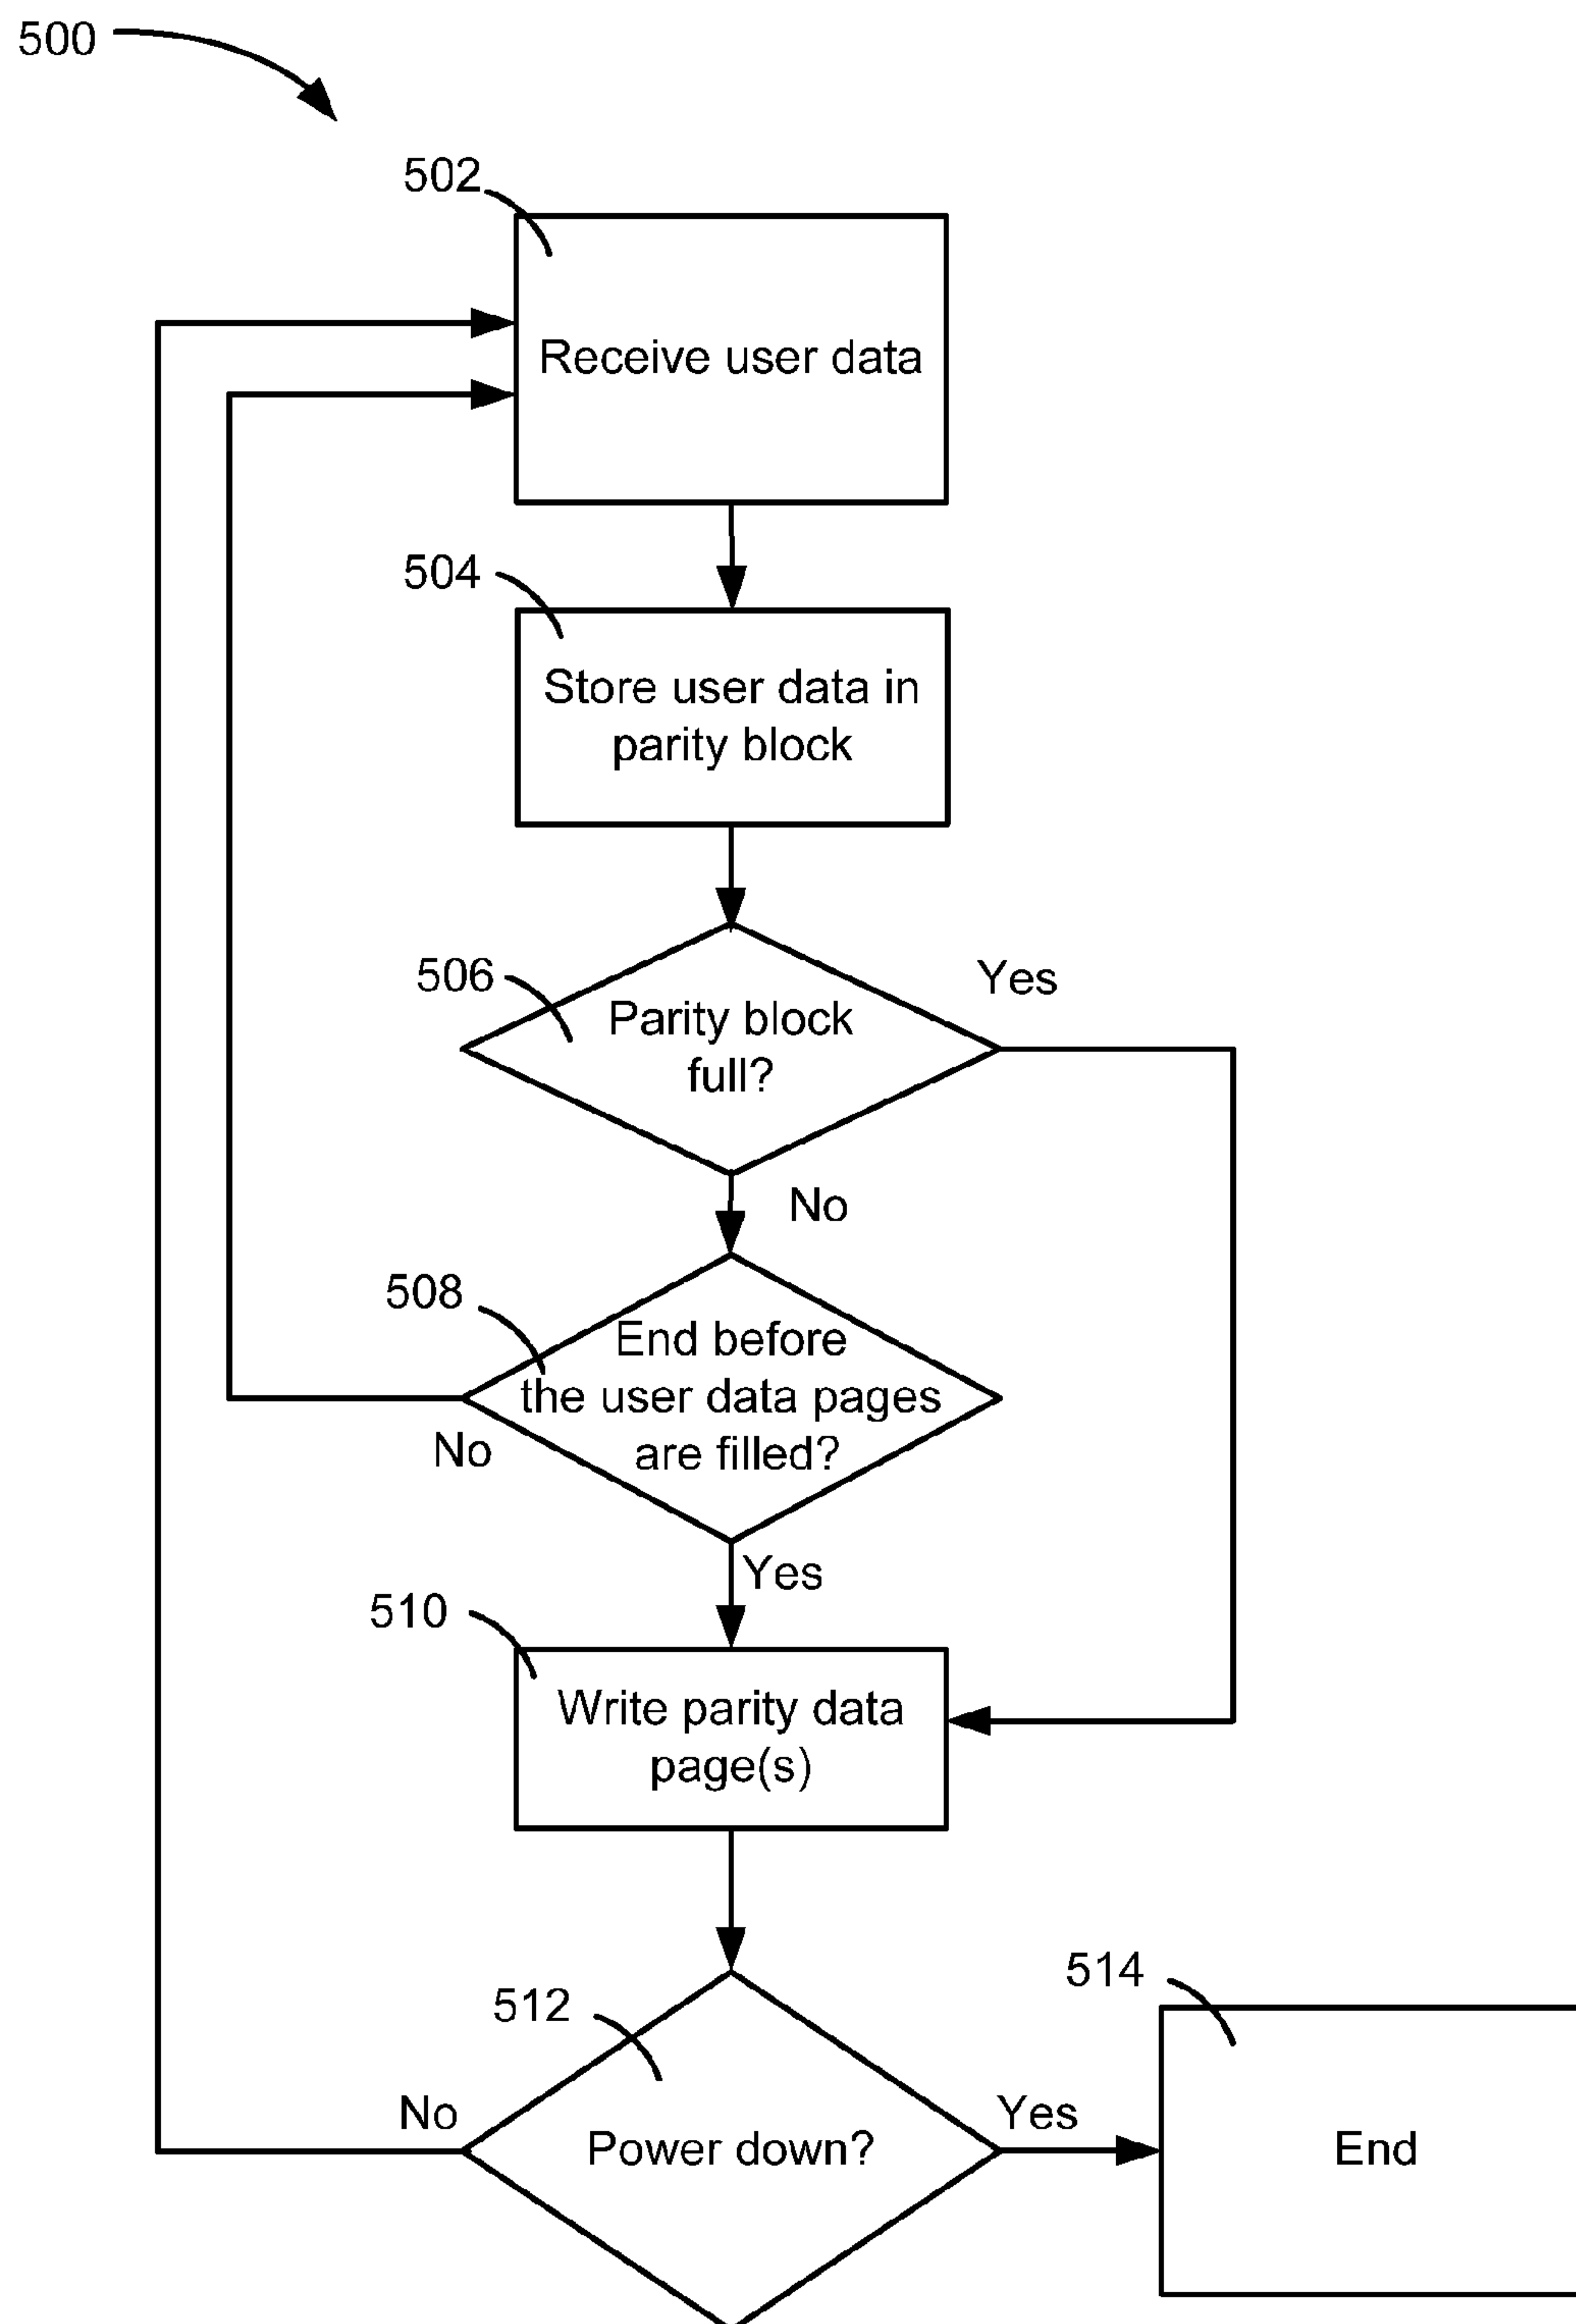 500
502
Receive user data
504
Store user data in
parity block
506
Parity block
full?
Yes
No
508
End before
the user data pages
are filled?
No
Yes
510
Write parity data
page(s)
512
514
No
Power down?
Yes
End